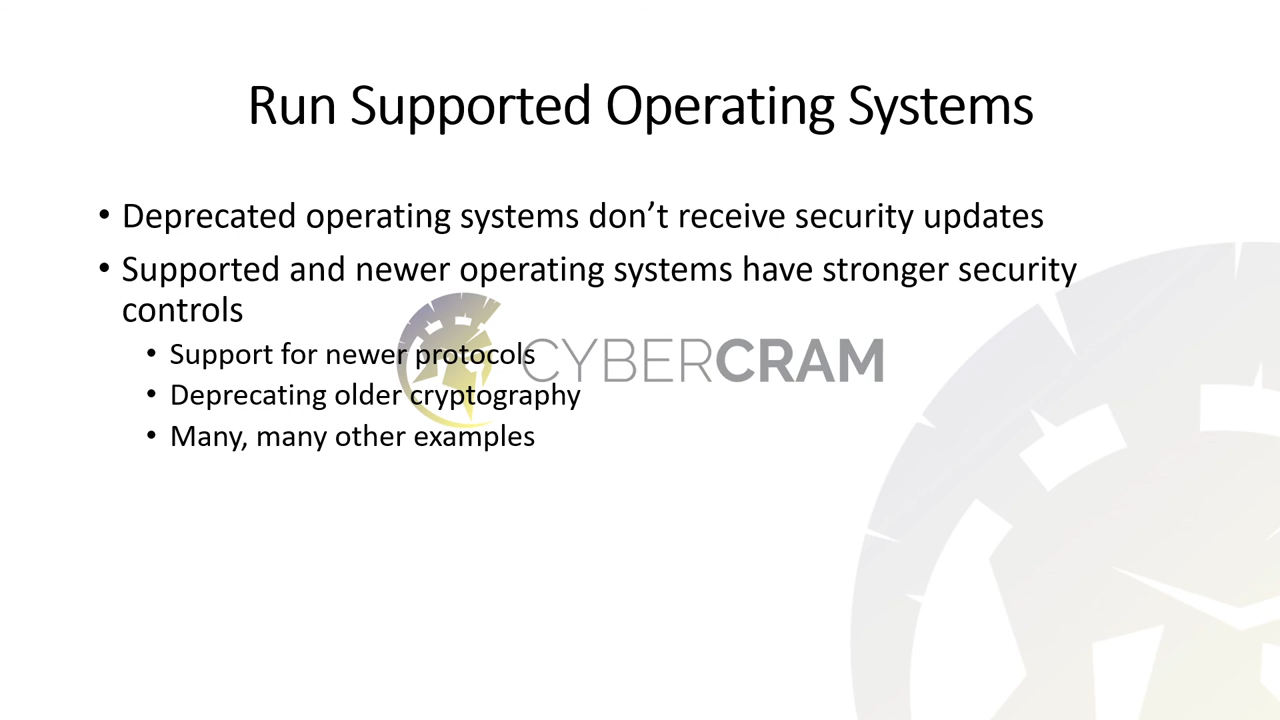 Run Supported Operating Systems
• Deprecated operating systems don’t receive security updates
• Supported and newer operating systems have stronger security
controls
• Support for newer protocols
• Deprecating older cryptography
• Many, many other examples
CYBERCRAM